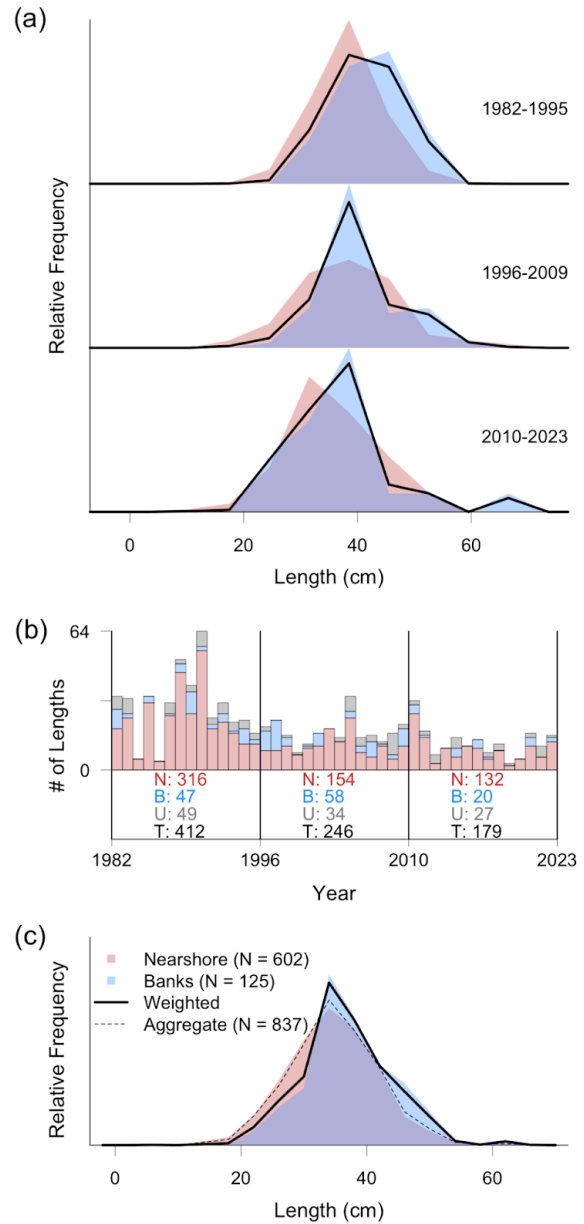 (a)
1982-1995
1996-2009
2010-2023
Relative Frequency
0 20 40 60
Length (cm)
(b)
64
0
# of Lengths
N: 316 N: 154 N: 132
B: 47 B: 58 B: 20
U: 49 U: 34 U: 27
T: 412 T: 246 T: 179
1982 1996 2010 2023
Year
(c)
Nearshore (N = 602)
Banks (N = 125)
Weighted
Aggregate (N = 837)
Relative Frequency
0 20 40 60
Length (cm)